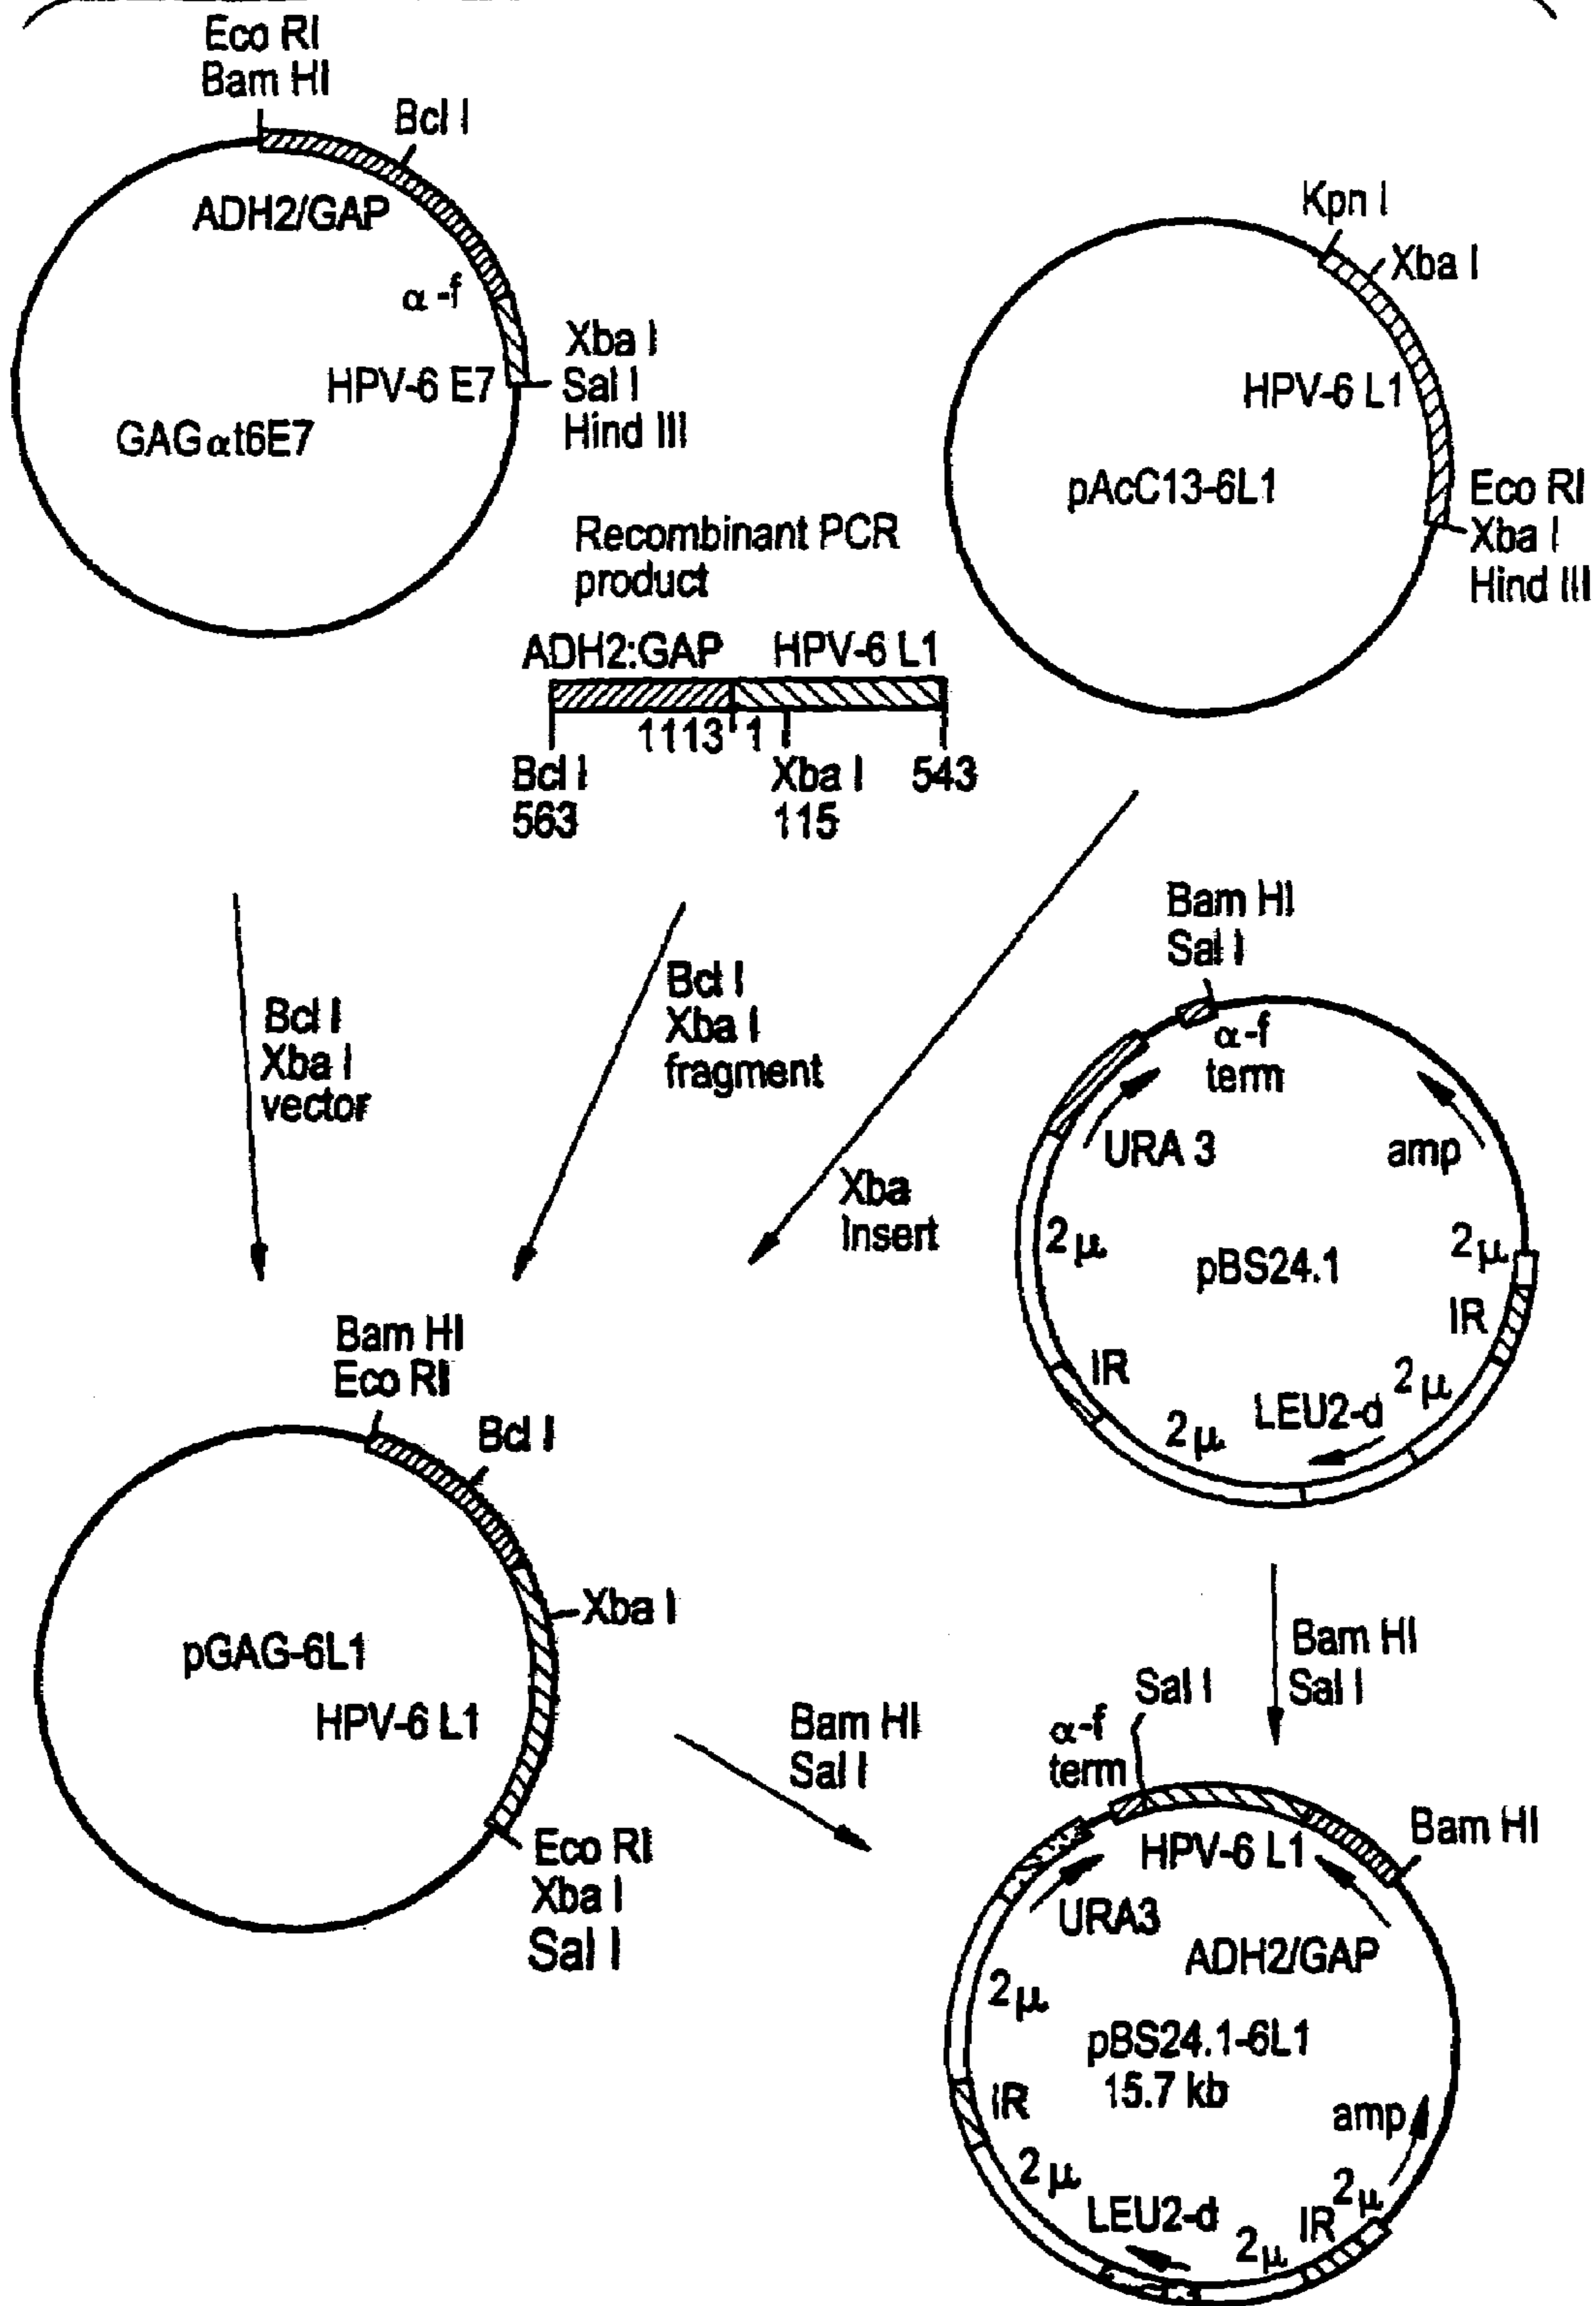 Eco RI
Bam HI
Bcl I
ADH2/GAP
α-f
HPV-6 E7
Xba I
Sal I
Hind III
GAGαt6E7
Kpn I
Xba I
HPV-6 L1
pAcC13-6L1
Eco RI
Xba I
Hind III
Recombinant PCR
product
ADH2:GAP HPV-6 L1
1113 1
Bcl I Xba I 543
563 115
Bcl I
Xba I
vector
Bcl I
Xba I
fragment
Xba
Insert
Bam HI
Sal I
α-f
term
URA 3
amp
2μ
2μ
pBS24.1
IR
IR
2μ
LEU2-d
2μ
Bam HI
Eco RI
Bcl I
Xba I
pGAG-6L1
HPV-6 L1
Eco RI
Xba I
Sal I
Bam HI
Sal I
Bam HI
Sal I
Sal I
α-f
term
Bam HI
HPV-6 L1
URA3
ADH2/GAP
2μ
pBS24.1-6L1
15.7 kb
IR
amp
2μ
2μ
LEU2-d
IR
2μ